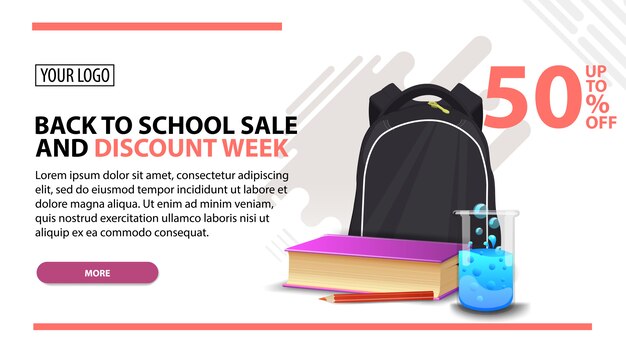 YOUR LOGO
BACK TO SCHOOL SALE
AND DISCOUNT WEEK
Lorem ipsum dolor sit amet, consectetur adipiscing
elit, sed do eiusmod tempor incididunt ut labore et
dolore magna aliqua. Ut enim ad minim veniam, quis
nostrud exercitation ullamco laboris nisi ut aliquip
ex ea commodo consequat.
MORE
50
UP
TO
%
OFF